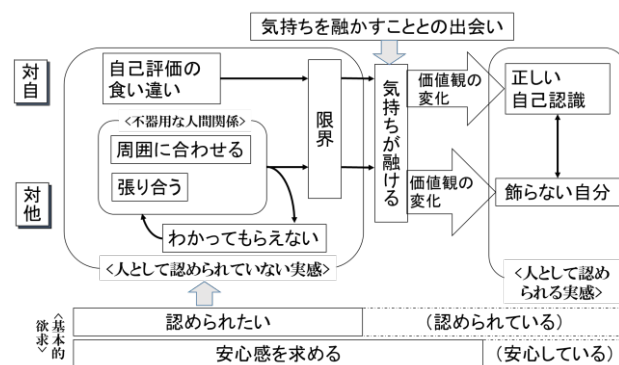 気持ちを融かすこととの出会い
対自
自己評価の
食い違い
限界
気持ちが融ける
価値観の
変化
正しい
自己認識
<不器用な人間関係>
周囲に合わせる
張り合う
対他
価値観の
変化
飾らない自分
わかってもらえない
<人として認められていない実感>
<人として認め
られる実感>
<基本的
欲求>
認められたい
(認められている)
安心感を求める
(安心している)